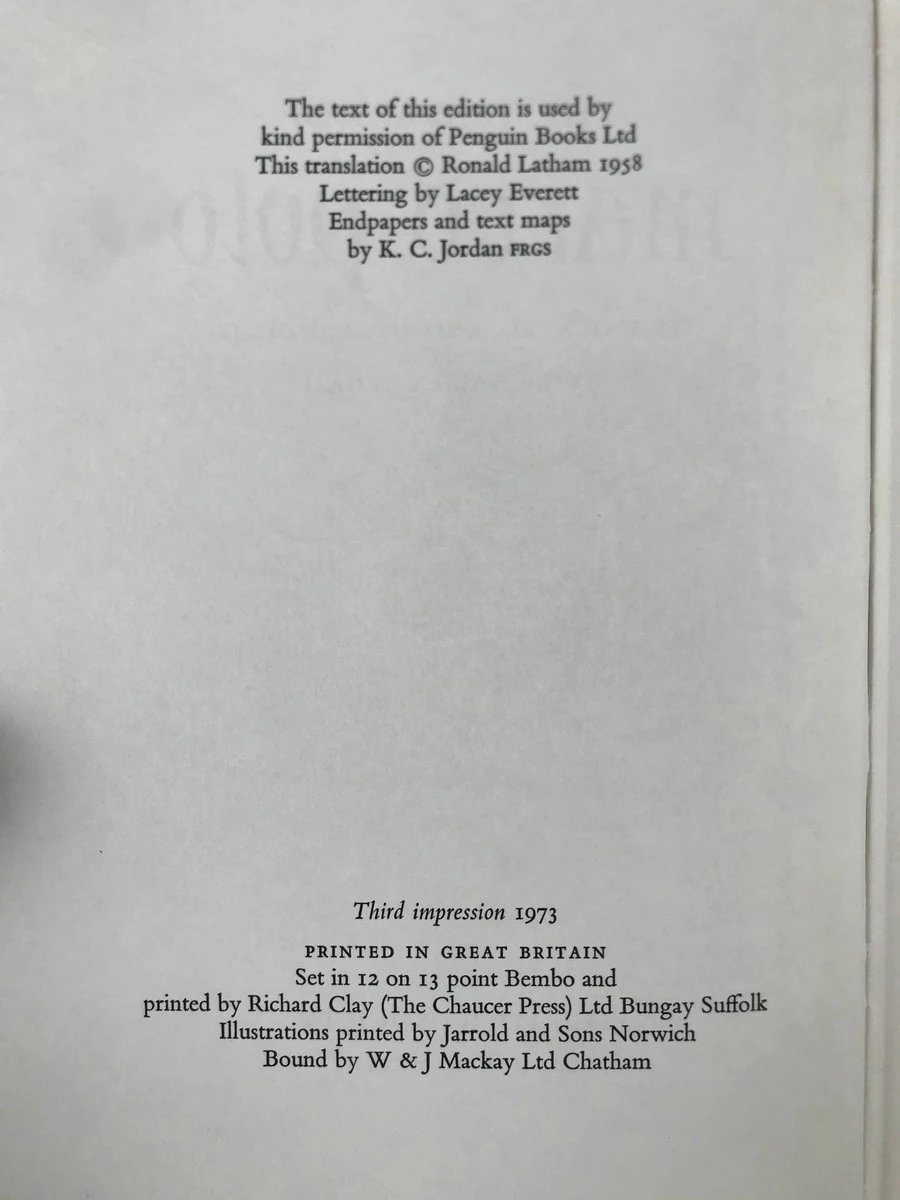 The text of this edition is used by
kind permission of Penguin Books Ltd
This translation © Ronald Latham 1958
Lettering by Lacey Everett
Endpapers and text maps
by K. C. Jordan FRGS
Third impression 1973
PRINTED IN GREAT BRITAIN
Set in 12 on 13 point Bembo and
printed by Richard Clay (The Chaucer Press) Ltd Bungay Suffolk
Illustrations printed by Jarrold and Sons Norwich
Bound by W & J Mackay Ltd Chatham